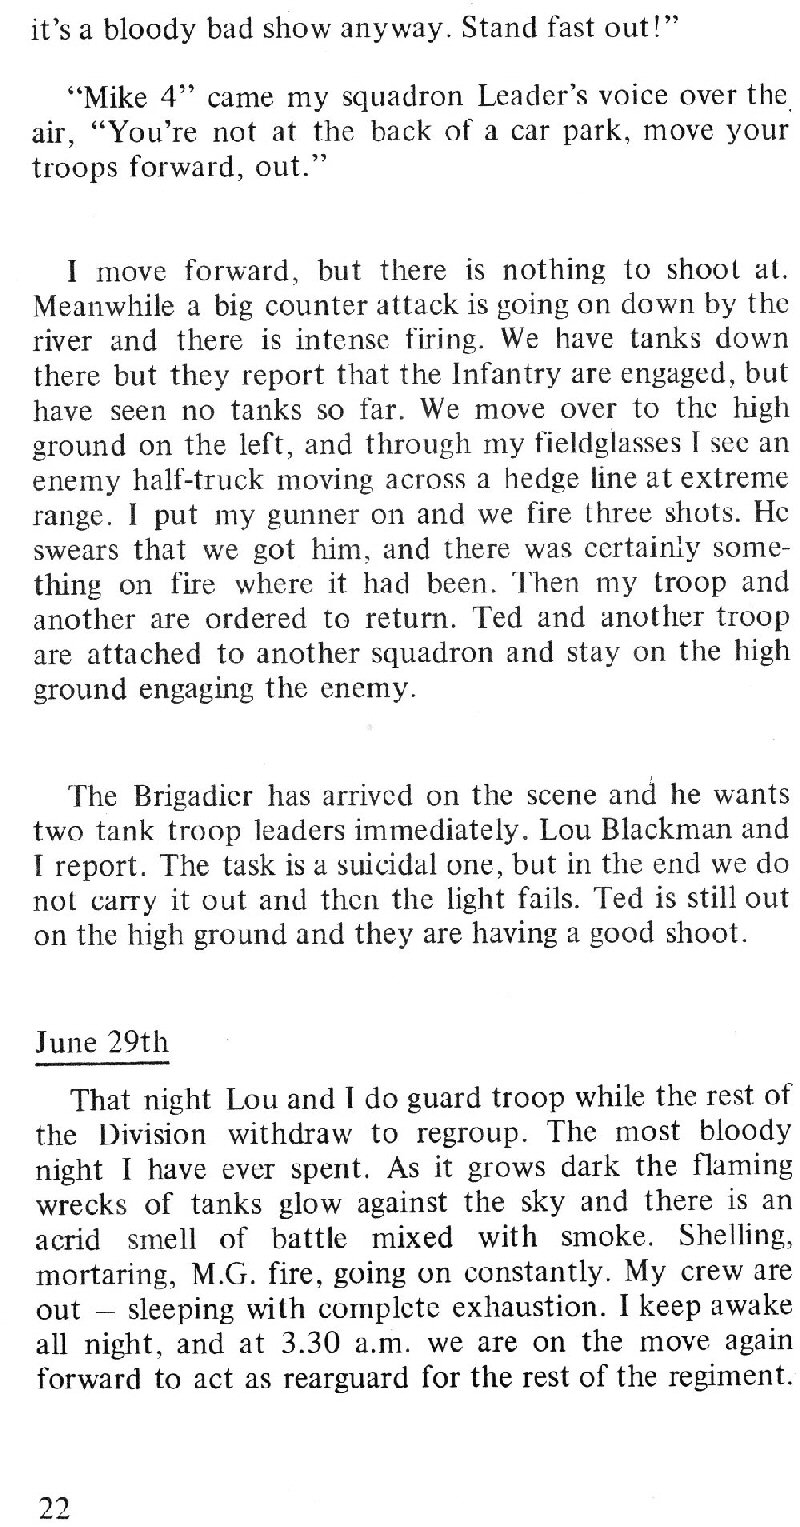 it's a bloody bad show anyway. Stand fast out!”
“Mike 4” came my squadron Leader's voice over the
air, “You're not at the back of a car park, move your
troops forward, out.”
I move forward, but there is nothing to shoot at.
Meanwhile a big counter attack is going on down by the
river and there is intense firing. We have tanks down
there but they report that the Infantry are engaged, but
have seen no tanks so far. We move over to the high
ground on the left, and through my fieldglasses I see an
enemy half-truck moving across a hedge line at extreme
range. I put my gunner on and we fire three shots. He
swears that we got him, and there was certainly some-
thing on fire where it had been. Then my troop and
another are ordered to return. Ted and another troop
are attached to another squadron and stay on the high
ground engaging the enemy.
The Brigadier has arrived on the scene and he wants
two tank troop leaders immediately. Lou Blackman and
I report. The task is a suicidal one, but in the end we do
not carry it out and then the light fails. Ted is still out
on the high ground and they are having a good shoot.
June 29th
That night Lou and I do guard troop while the rest of
the Division withdraw to regroup. The most bloody
night I have ever spent. As it grows dark the flaming
wrecks of tanks glow against the sky and there is an
acrid smell of battle mixed with smoke. Shelling,
mortaring, M.G. fire, going on constantly. My crew are
out — sleeping with complete exhaustion. I keep awake
all night, and at 3.30 a.m. we are on the move again
forward to act as rearguard for the rest of the regiment.
22